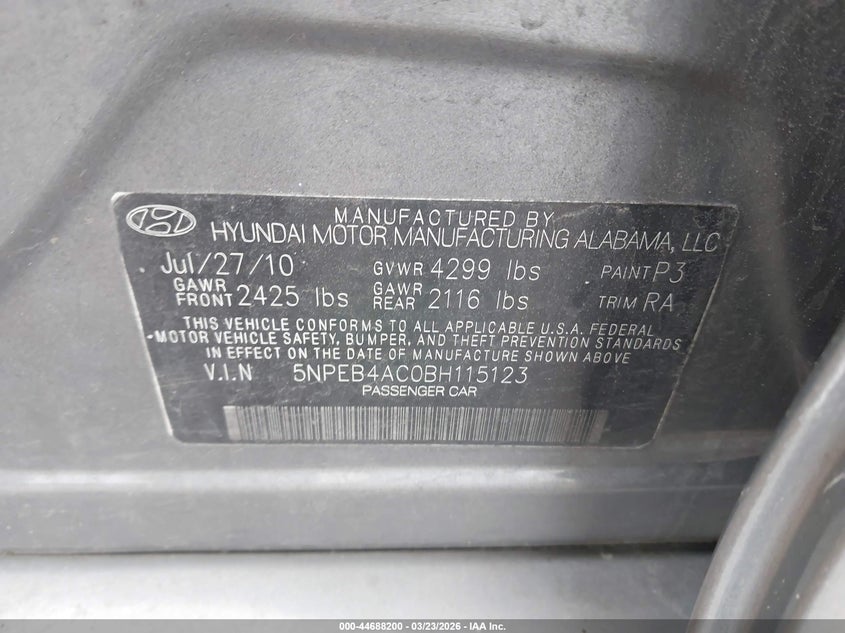 MANUFACTURED BY
HYUNDAI MOTOR MANUFACTURING ALABAMA, LLC
Jul/27/10 GVWR 4299 lbs PAINT P3
GAWR FRONT 2425 lbs GAWR REAR 2116 lbs TRIM RA
THIS VEHICLE CONFORMS TO ALL APPLICABLE U.S.A. FEDERAL
MOTOR VEHICLE SAFETY, BUMPER, AND THEFT PREVENTION STANDARDS
IN EFFECT ON THE DATE OF MANUFACTURE SHOWN ABOVE
V.I.N 5NPEB4AC0BH115123
PASSENGER CAR
000-44688200 - 03/23/2026 - IAA Inc.